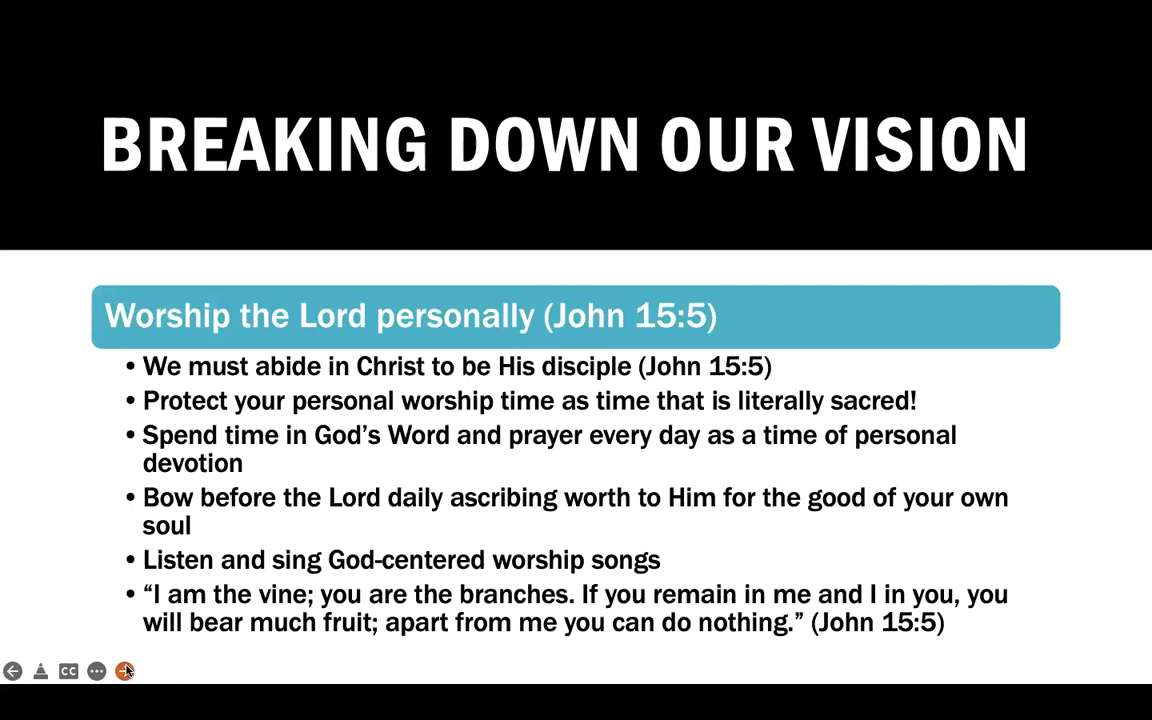 BREAKING DOWN OUR VISION
Worship the Lord personally (John 15:5)
• We must abide in Christ to be His disciple (John 15:5)
• Protect your personal worship time as time that is literally sacred!
• Spend time in God’s Word and prayer every day as a time of personal
devotion
• Bow before the Lord daily ascribing worth to Him for the good of your own
soul
• Listen and sing God-centered worship songs
• “I am the vine; you are the branches. If you remain in me and I in you, you
will bear much fruit; apart from me you can do nothing.” (John 15:5)
CC